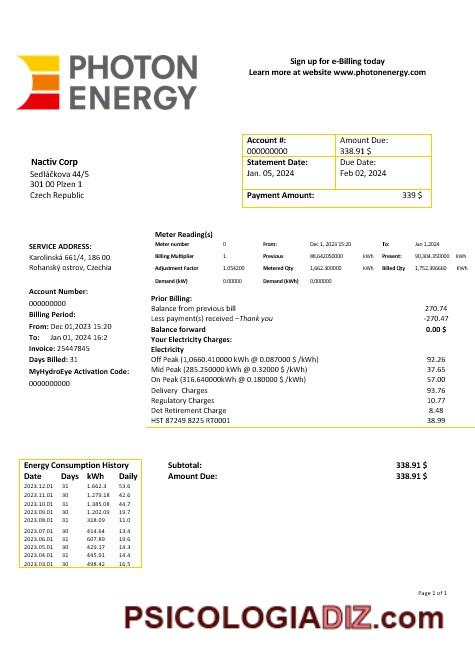 PHOTON
ENERGY
Sign up for e-Billing today
Learn more at website www.photonenergy.com
Account #:
000000000
Amount Due:
338.91 $
Statement Date:
Jan. 05, 2024
Due Date:
Feb 02, 2024
Payment Amount: 339 $
Nactiv Corp
Sedláčkova 44/5
301 00 Plzen 1
Czech Republic
SERVICE ADDRESS:
Karolinská 661/4, 186 00
Rohanský ostrov, Czechia
Account Number:
000000000
Billing Period:
From: Dec 01,2023 15:20
To: Jan 01,2024 16:2
Invoice: 25447845
Days Billed: 31
MyHydroEye Activation Code:
0000000000
Meter Reading(s)
Meter number 0 From: Dec 1,2023 15:20 To: Jan 1,2024
Billing Multiplier 1 Previous 88,642050000 kWh Present: 90,304.350000 kWh
Adjustment Factor 1.054200 Metered Qty 1,662.300000 kWh Billed Qty 1,752.396660 kWh
Demand (kW) 0.00000 Demand (kWh) 0,000000
Prior Billing:
Balance from previous bill 270.74
Less payment(s) received –Thank you -270.47
Balance forward 0.00 $
Your Electricity Charges:
Electricity
Off Peak (1,0660.410000kWh @ 0.087000 $ /kWh) 92.26
Mid Peak (285.250000 kWh @ 0.32000 $ /kWh) 37.65
On Peak (316.640000kWh @ 0.180000 $ /kWh) 57.00
Delivery Charges 93.76
Regulatory Charges 10.77
Det Retirement Charge 8.48
HST 87249 8225 RT0001 38.99
Energy Consumption History
Date Days kWh Daily
2023.12.01 31 1.662.3 53.6
2023.11.01 30 1.279.18 42.6
2023.10.01 31 1.385.08 44.7
2023.09.01 30 1.202.09 19.7
2023.08.01 31 318.09 11.0
2023.07.01 30 414.64 13.4
2023.06.01 31 607.89 19.6
2023.05.01 30 429.17 14.3
2023.04.01 31 445.91 14.4
2023.03.01 30 498.42 16.5
Subtotal: 338.91 $
Amount Due: 338.91 $
Page 1 of 1
PSICOLOGIADIZ.com